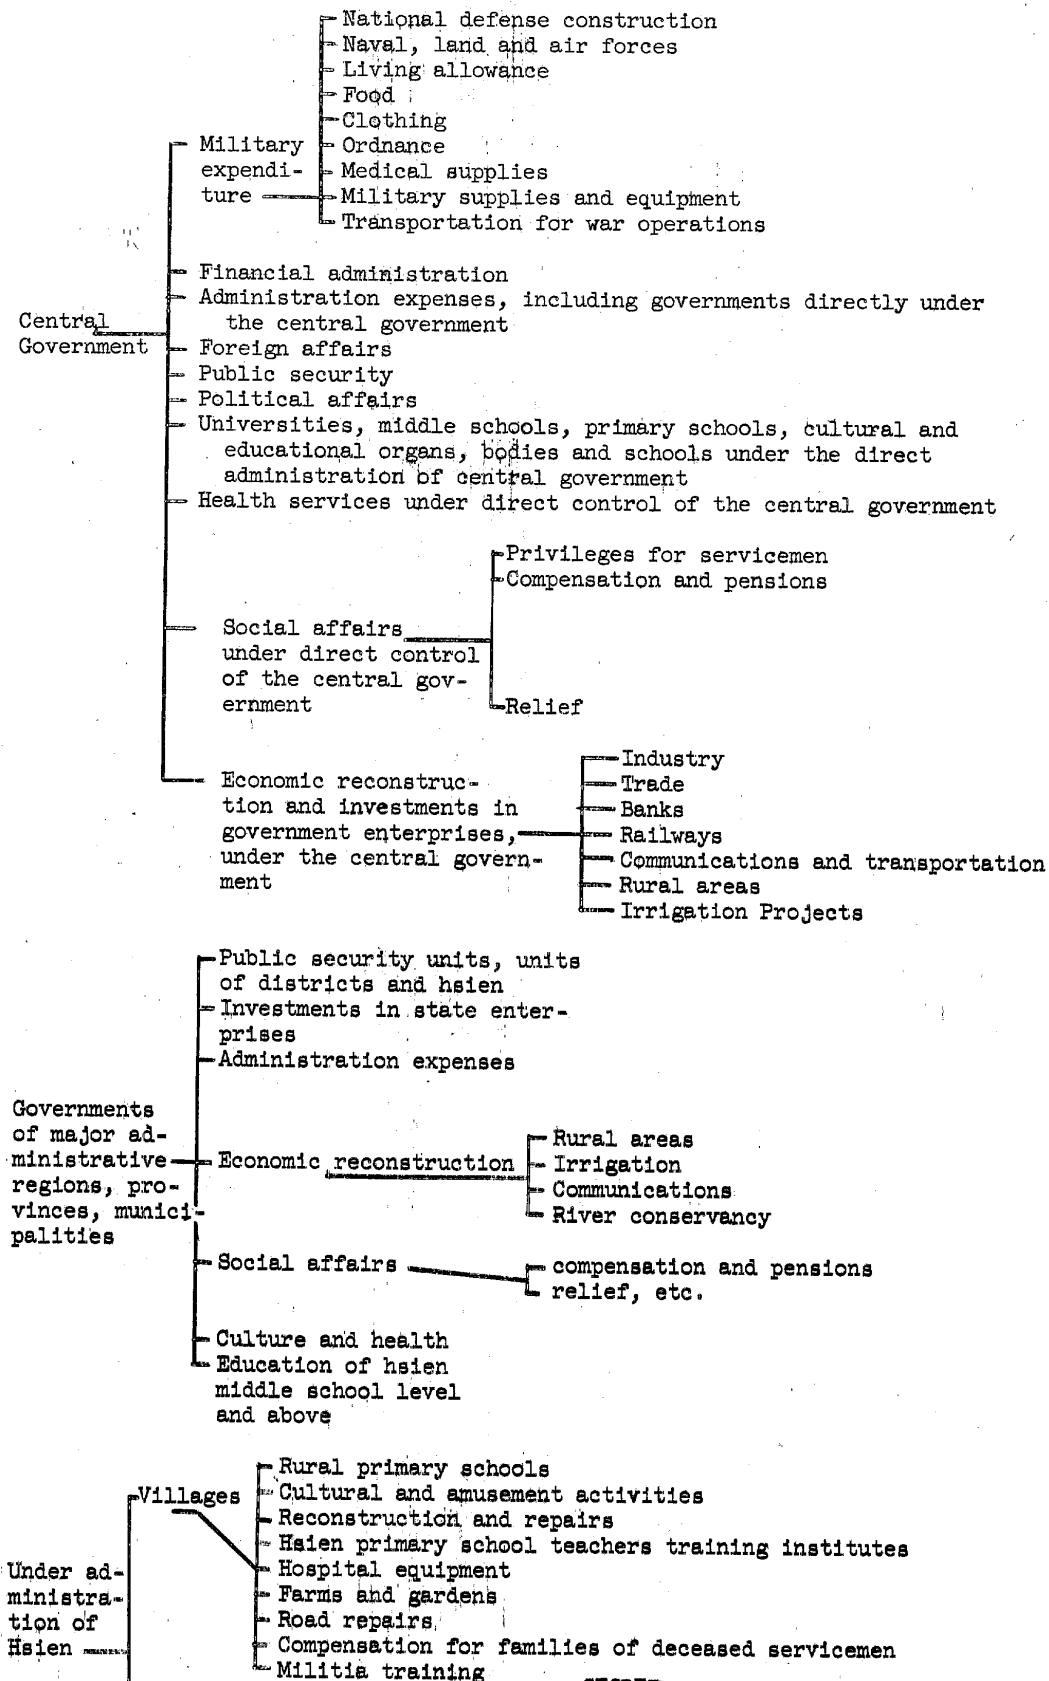 National defense construction
Naval, land and air forces
Living allowance
Food
Clothing
Military
Ordnance
expendi-
Medical supplies
ture
Military supplies and equipment
Transportation for war operations
Financial administration
Administration expenses, including governments directly under
the central government
Central
Government
Foreign affairs
Public security
Political affairs
Universities, middle schools, primary schools, cultural and
educational organs, bodies and schools under the direct
administration of central government
Health services under direct control of the central government
Privileges for servicemen
Compensation and pensions
Social affairs
under direct control
of the central gov-
ernment
Relief
Economic reconstruc-
tion and investments in
government enterprises,
under the central govern-
ment
Industry
Trade
Banks
Railways
Communications and transportation
Rural areas
Irrigation Projects
Public security units, units
of districts and hsien
Investments in state enter-
prises
Administration expenses
Governments
of major ad-
ministrative
regions, pro-
vinces, munici-
palities
Economic reconstruction
Rural areas
Irrigation
Communications
River conservancy
Social affairs
compensation and pensions
relief, etc.
Culture and health
Education of hsien
middle school level
and above
Villages
Rural primary schools
Cultural and amusement activities
Reconstruction and repairs
Hsien primary school teachers training institutes
Hospital equipment
Farms and gardens
Road repairs
Compensation for families of deceased servicemen
Militia training
Under ad-
ministra-
tion of
Hsien